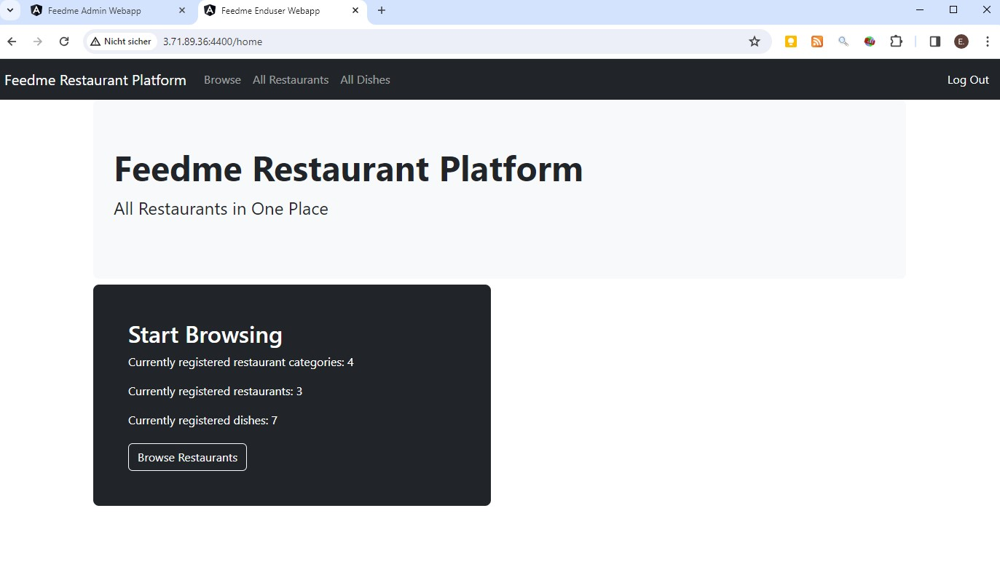 Feedme Admin Webapp
Feedme Enduser Webapp
Nicht sicher
3.71.89.36:4400/home
E.
Feedme Restaurant Platform
Browse
All Restaurants
All Dishes
Log Out
Feedme Restaurant Platform
All Restaurants in One Place
Start Browsing
Currently registered restaurant categories: 4
Currently registered restaurants: 3
Currently registered dishes: 7
Browse Restaurants